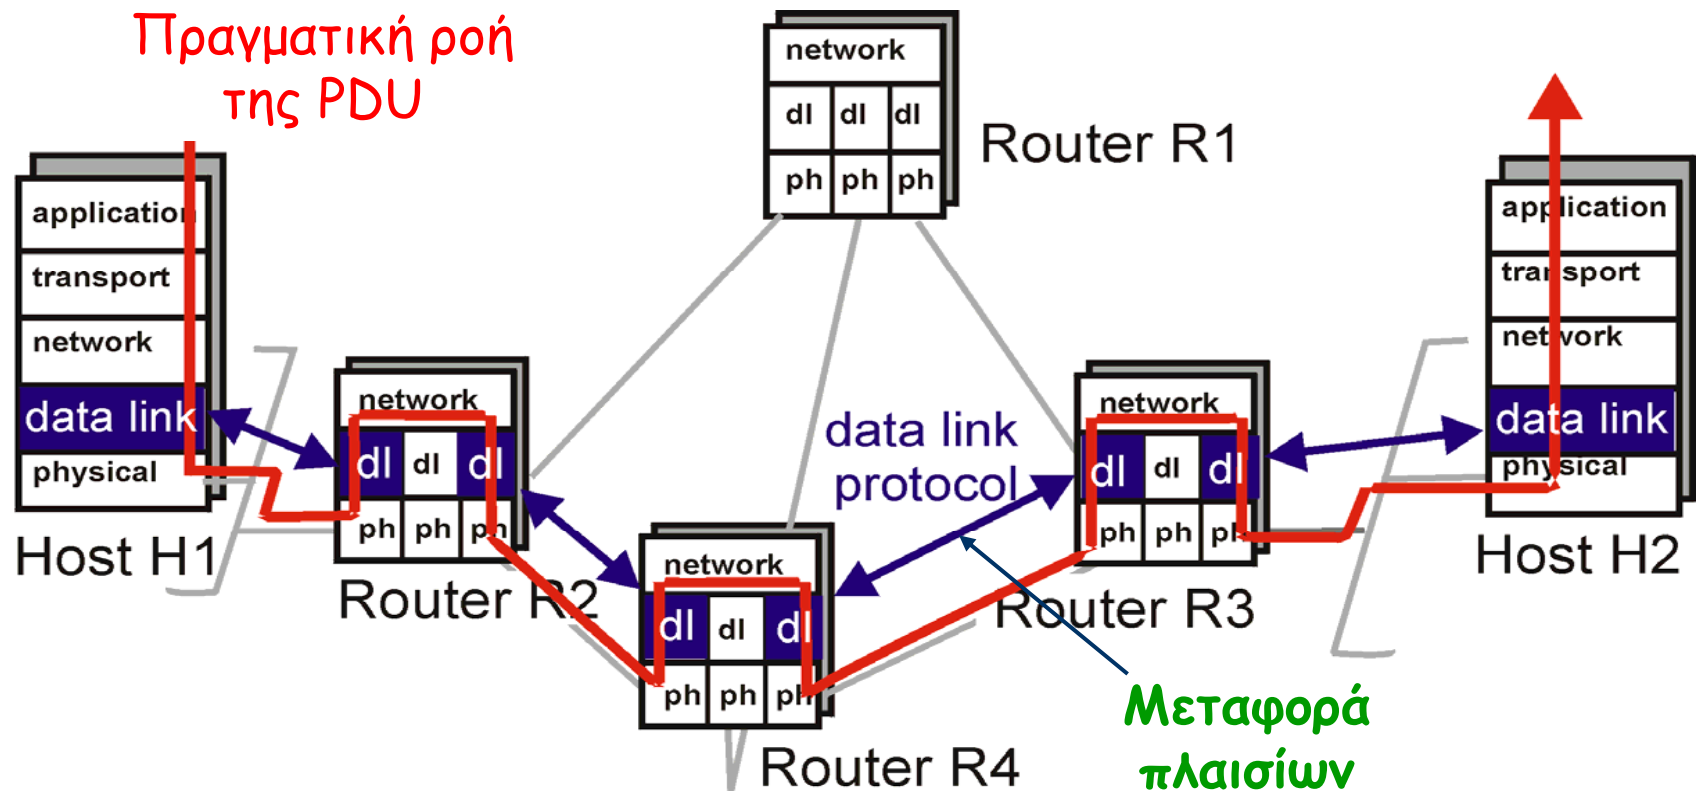 Πραγματική ροή
της PDU
network
dl dl dl
ph ph ph
Router R1
application
transport
network
data link
physical
Host H1
network
dl dl dl
ph ph ph
Router R2
network
dl dl dl
ph ph ph
Router R4
data link
protocol
network
dl dl dl
ph ph ph
Router R3
Μεταφορά
πλαισίων
application
transport
network
data link
physical
Host H2